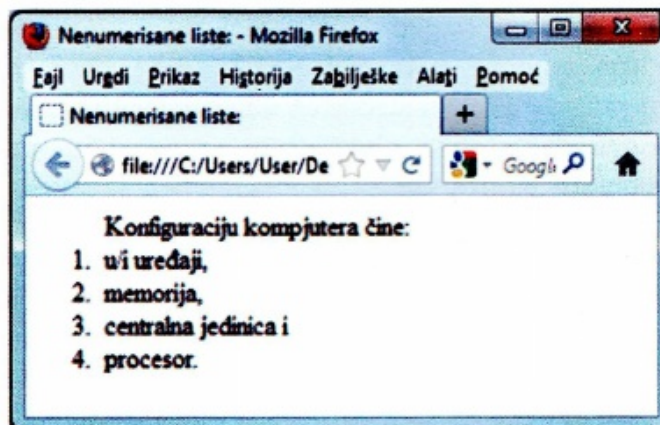 Nenumerisane liste: - Mozilla Firefox
Fajl Uredi Prikaz Historija Zabilješke Alati Pomoć
Nenumerisane liste:
file:///C:/Users/User/De Googl
Konfiguraciju kompjutera čine:
1. u/i uređaji,
2. memorija,
3. centralna jedinica i
4. procesor.